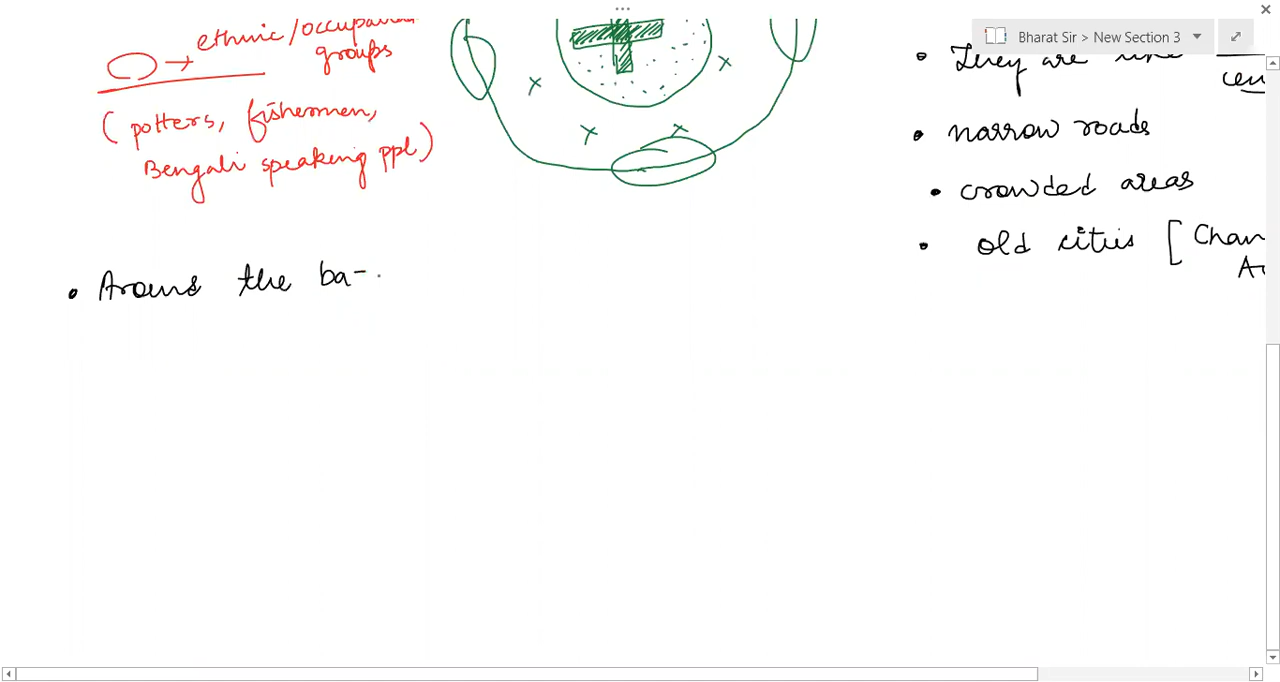 ethnic/occupation
groups
(potters, fishermen,
Bengali speaking ppl)
Bharat Sir > New Section 3
They are like
cen
narrow roads
crowded areas
old cities [Chan
A
Around the ba-